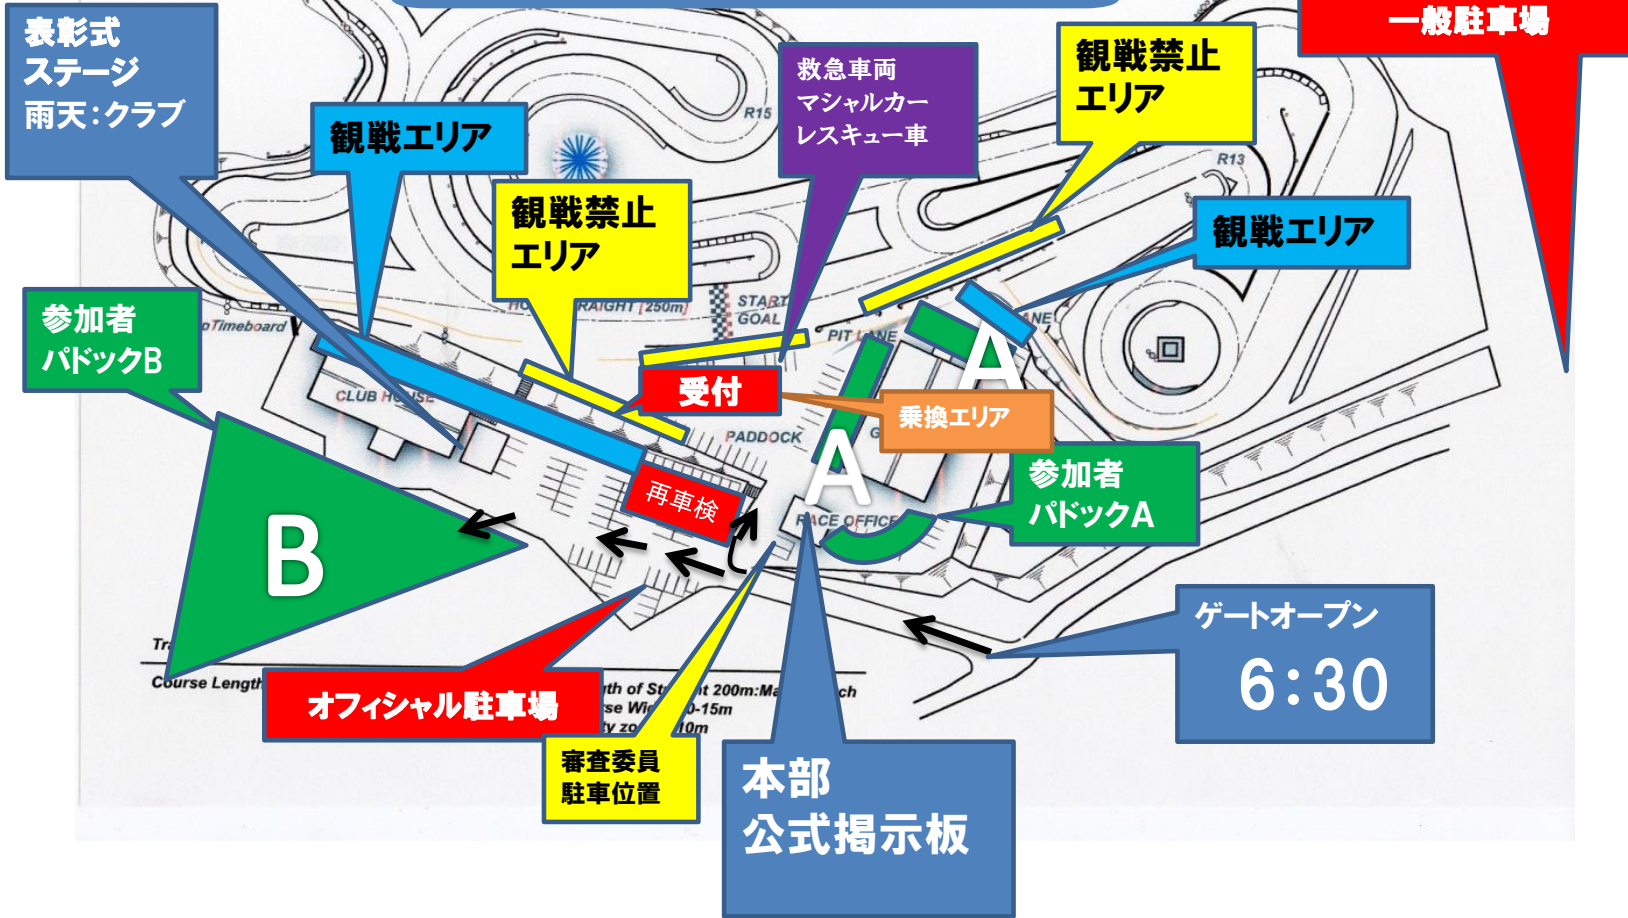 一般駐車場
表彰式
ステージ
雨天：クラブ
救急車両
マシャルカー
レスキュー車
観戦禁止
エリア
観戦エリア
R15
R13
観戦禁止
エリア
観戦エリア
参加者
パドックB
START
GOAL
RAIGHT [250m]
PIT LANE
受付
乗換エリア
CLUB HOUSE
PADDOCK
A
A
参加者
パドックA
再車検
RACE OFFICE
B
ゲートオープン
6：30
Course Length
オフィシャル駐車場
審査委員
駐車位置
本部
公式掲示板